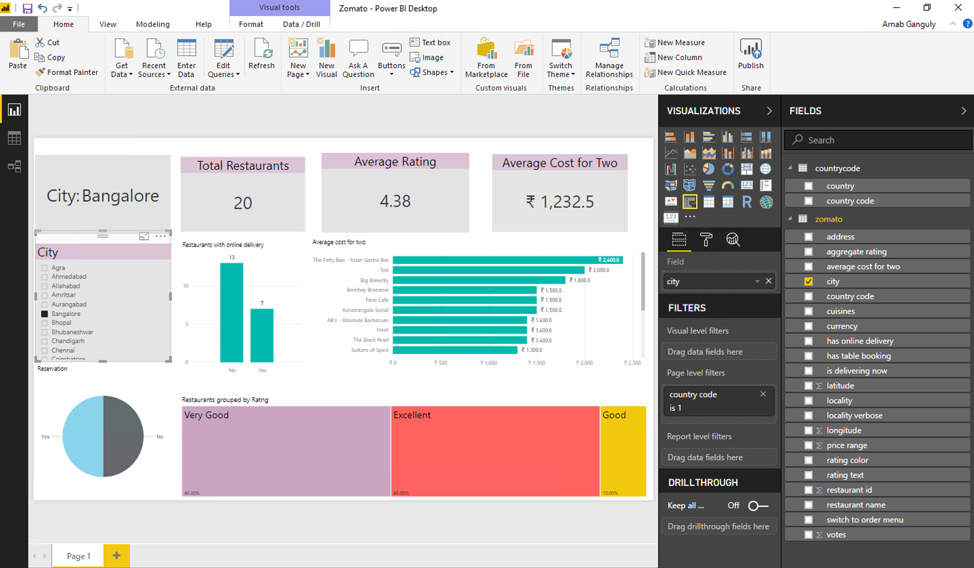 Visual tools
Zomato - Power BI Desktop
File
Home
View
Modeling
Help
Format
Data / Drill
Arnab Ganguly
Paste
Cut
Copy
Format Painter
Clipboard
Get Data
Recent Sources
Enter Data
Edit Queries
Refresh
External data
New Page
New Visual
Ask A Question
Buttons
Text box
Image
Shapes
Insert
From Marketplace
From File
Custom visuals
Switch Theme
Themes
Manage Relationships
Relationships
New Measure
New Column
New Quick Measure
Calculations
Publish
Share
City: Bangalore
Total Restaurants
20
Average Rating
4.38
Average Cost for Two
₹ 1,232.5
City
Agra
Ahmedabad
Allahabad
Amritsar
Aurangabad
Bangalore
Bhopal
Bhubaneshwar
Chandigarh
Chennai
Coimbatore
Restaurants with online delivery
13
7
10
5
0
No
Yes
Average cost for two
The Fatty Bao - Asian Gastro Bar
₹ 2,400.0
Toit
₹ 2,000.0
Big Brewsky
₹ 1,800.0
Bombay Brasserie
₹ 1,500.0
Farzi Cafe
₹ 1,500.0
Koramangala Social
₹ 1,500.0
AB's - Absolute Barbecues
₹ 1,400.0
Hoot
₹ 1,400.0
The Black Pearl
₹ 1,400.0
Sultans of Spice
₹ 1,300.0
₹ 0
₹ 500
₹ 1,000
₹ 1,500
₹ 2,000
₹ 2,500
Reservation
Yes
No
Restaurants grouped by Ratng
Very Good
45.00%
Excellent
45.00%
Good
10.00%
Page 1
VISUALIZATIONS
Field
city
FILTERS
Visual level filters
Drag data fields here
Page level filters
country code
is 1
Report level filters
Drag data fields here
DRILLTHROUGH
Keep all ...
Off
Drag drillthrough fields here
FIELDS
Search
countrycode
country
country code
zomato
address
aggregate rating
average cost for two
city
country code
cuisines
currency
has online delivery
has table booking
is delivering now
latitude
locality
locality verbose
longitude
price range
rating color
rating text
restaurant id
restaurant name
switch to order menu
votes